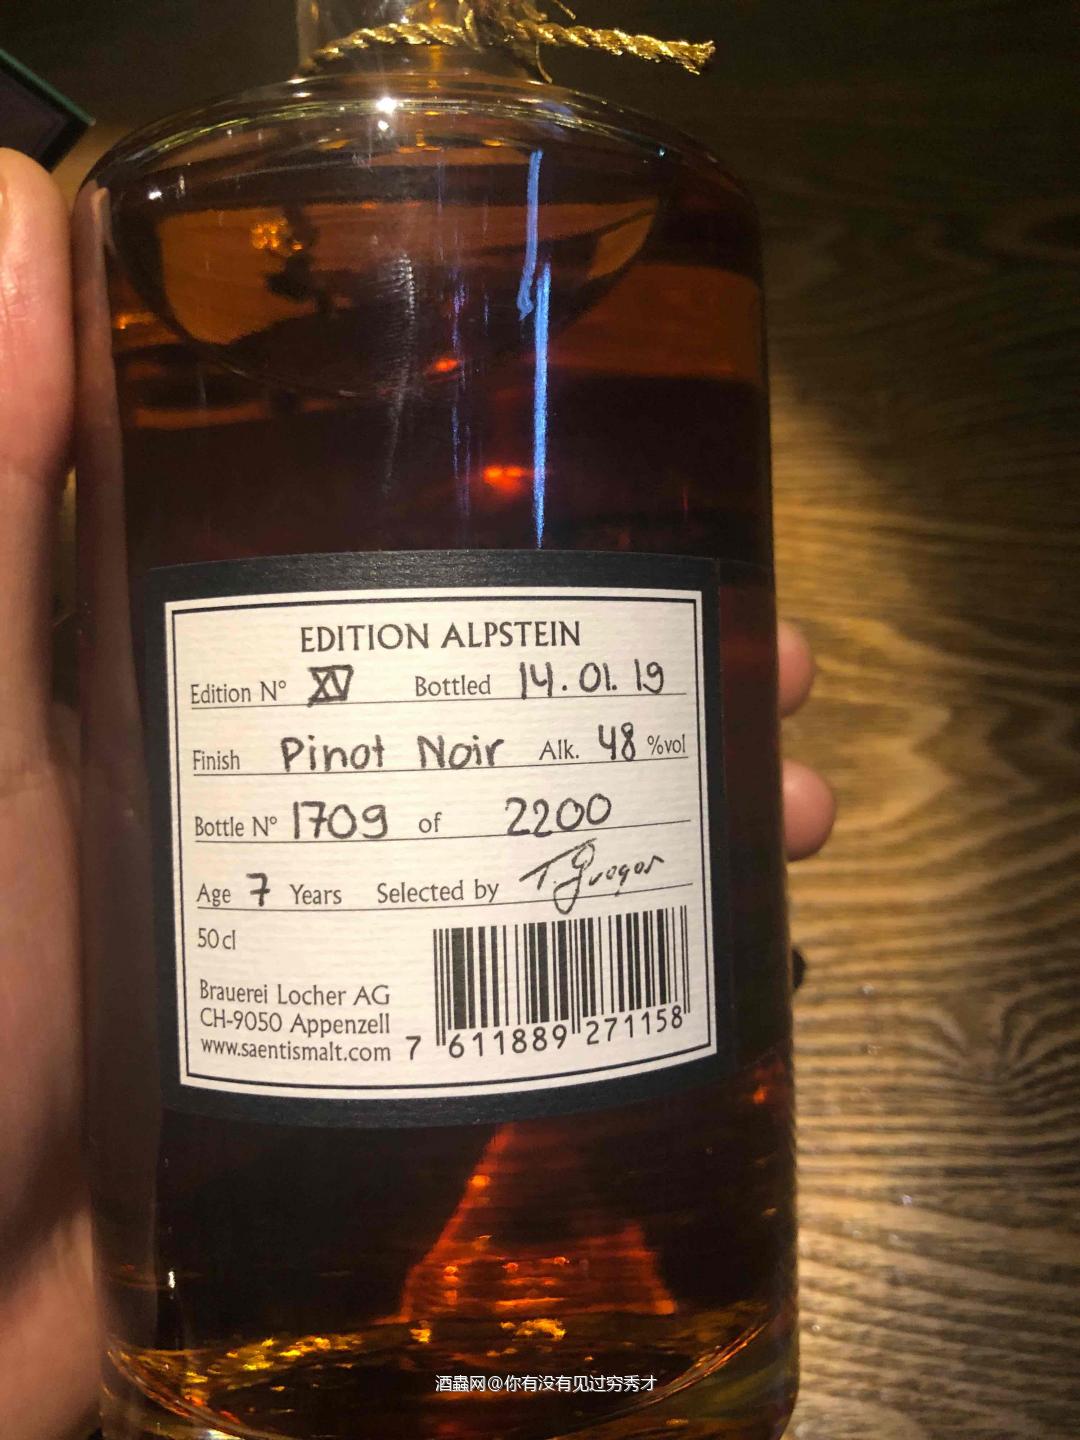 EDITION ALPSTEIN
Edition N° XV Bottled 14.01.19
Finish Pinot Noir Alk. 48 %vol
Bottle N° 1709 of 2200
Age 7 Years Selected by
50 cl
Brauerei Locher AG
CH-9050 Appenzell
www.saentismalt.com
7 611889 271158
酒蟲网@你有没有见过穷秀才